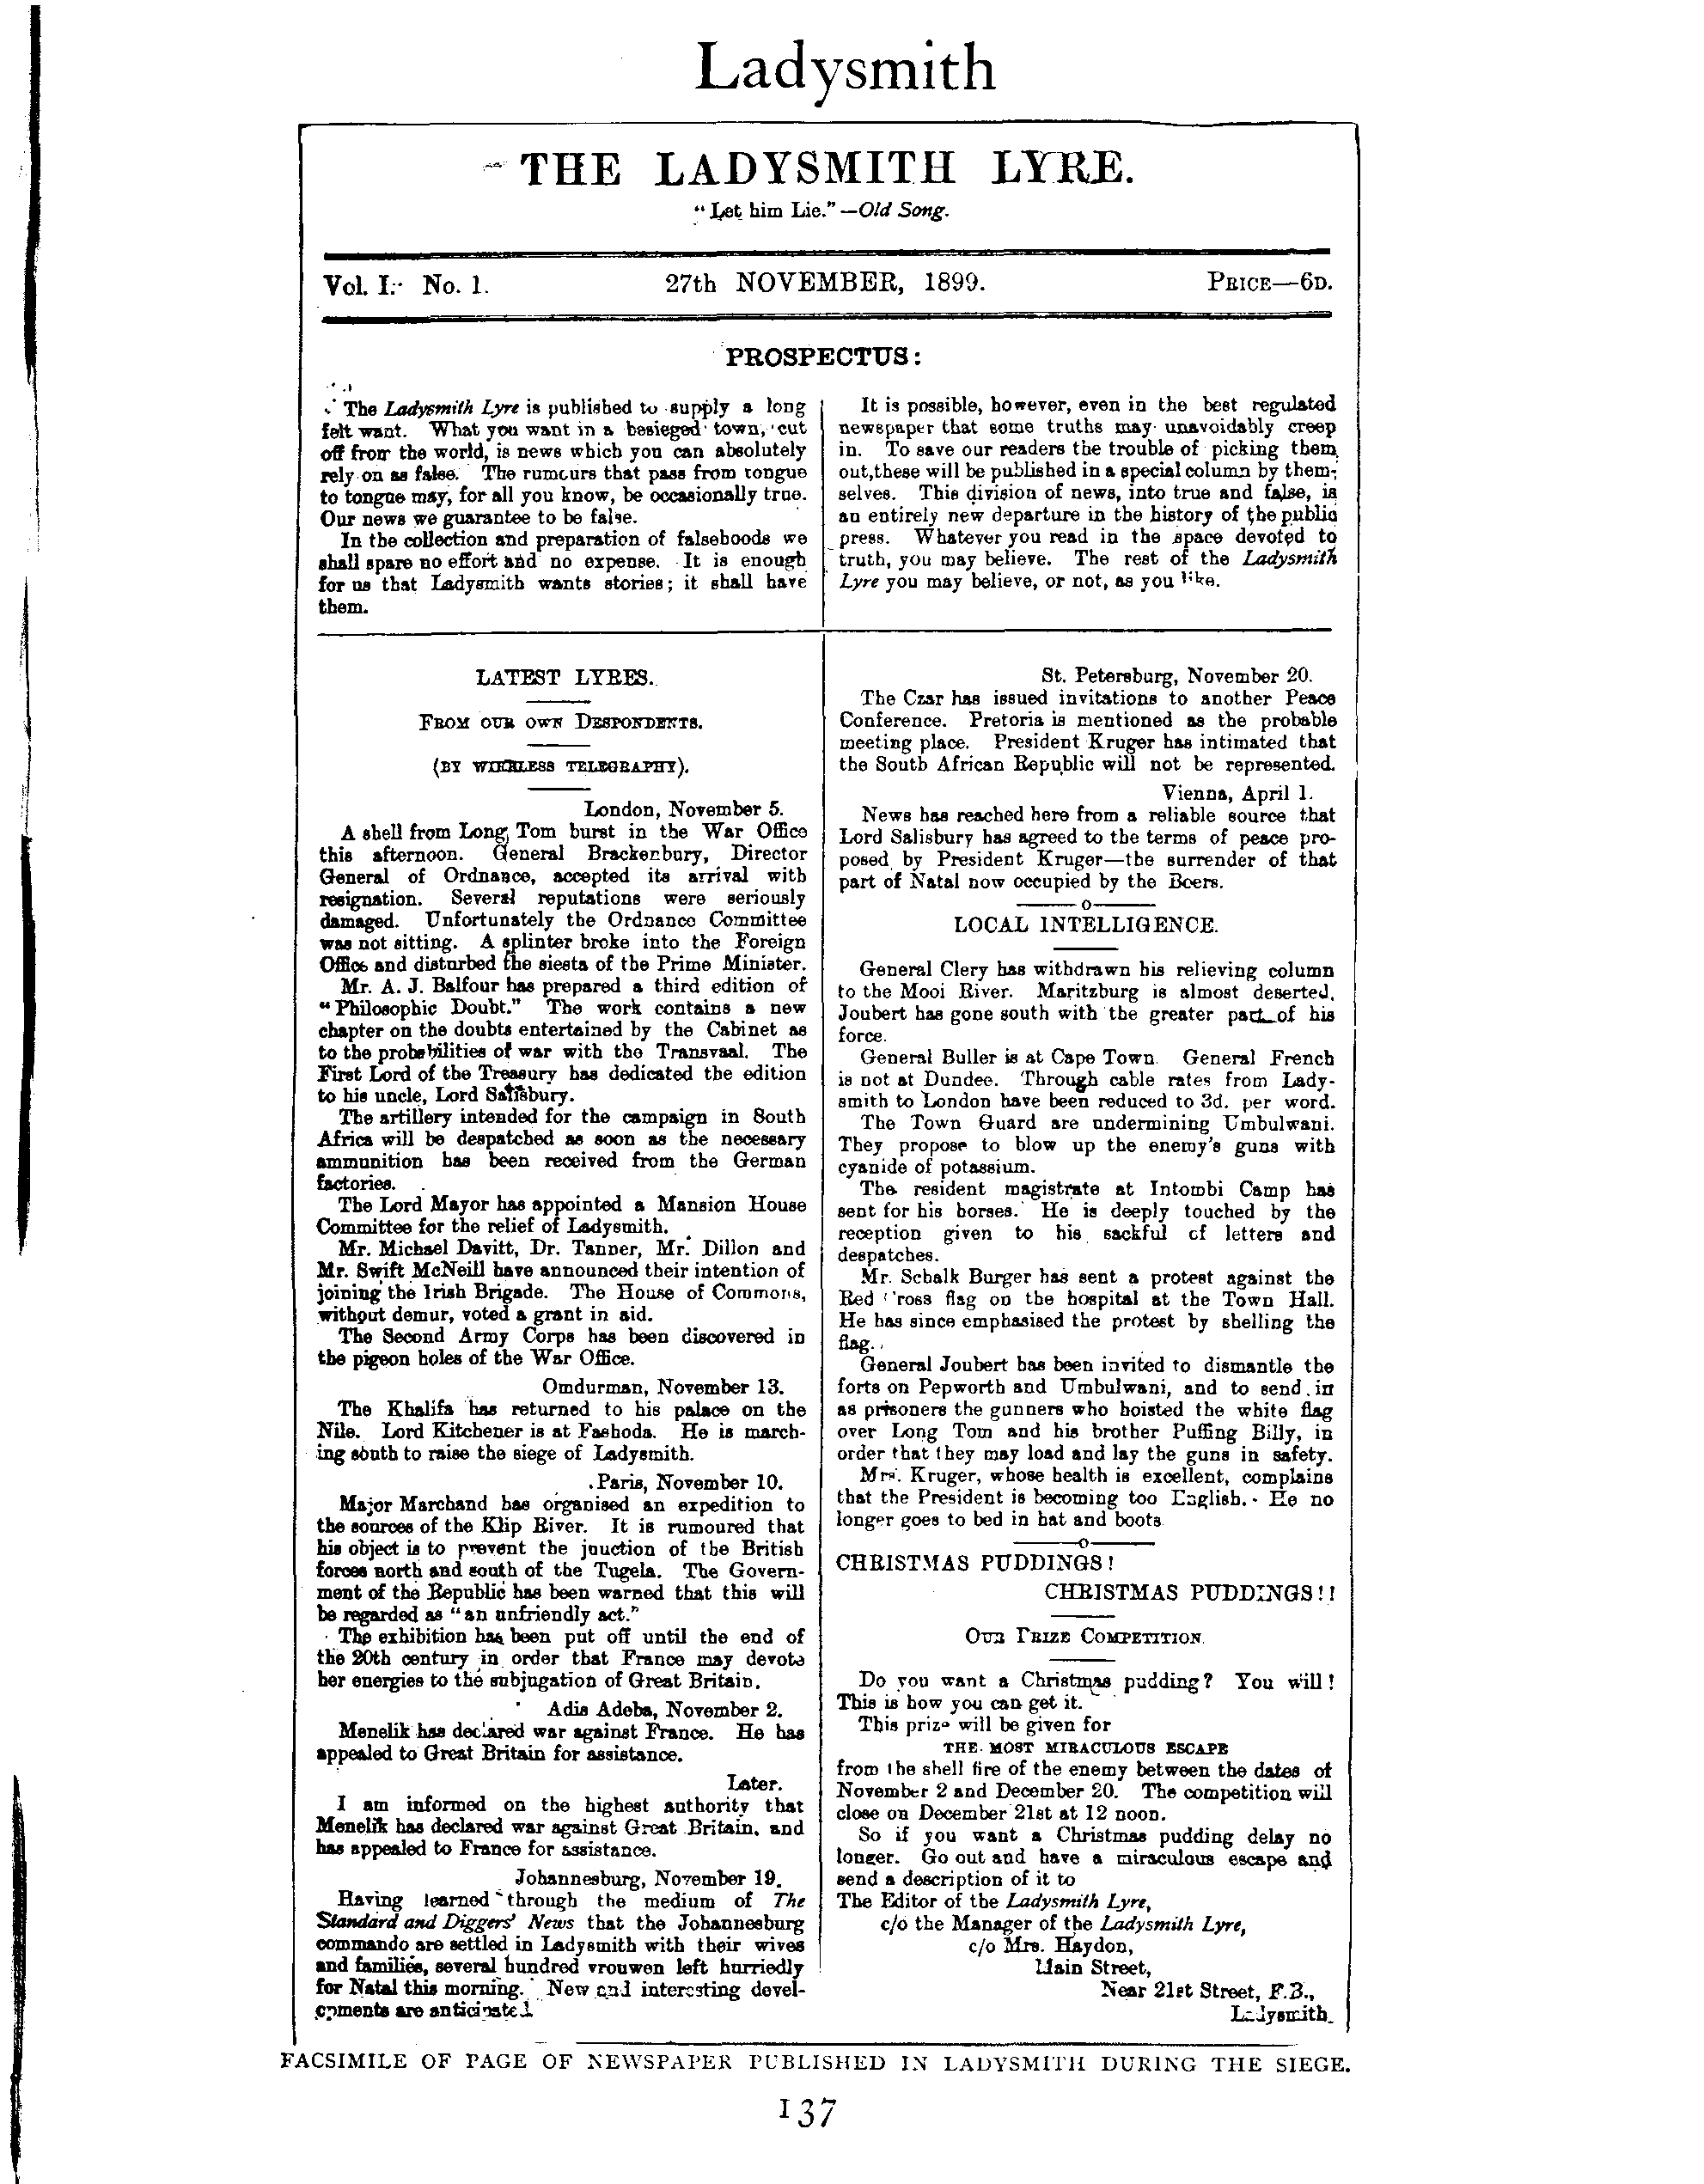 Ladysmith
THE LADYSMITH LYRE.
"Let him Lie."—Old Song.
Vol. I. No. 1.
27th NOVEMBER, 1899.
PRICE—6D.
PROSPECTUS:
The Ladysmith Lyre is published to supply a long
felt want. What you want in a besieged town, cut
off from the world, is news which you can absolutely
rely on as false. The rumours that pass from tongue
to tongue may, for all you know, be occasionally true.
Our news we guarantee to be false.
In the collection and preparation of falsehoods we
shall spare no effort and no expense. It is enough
for us that Ladysmith wants stories; it shall have
them.
It is possible, however, even in the best regulated
newspaper that some truths may unavoidably creep
in. To save our readers the trouble of picking them
out, these will be published in a special column by them-
selves. This division of news, into true and false, is
an entirely new departure in the history of the public
press. Whatever you read in the space devoted to
truth, you may believe. The rest of the Ladysmith
Lyre you may believe, or not, as you like.
LATEST LYRES.
FROM OUR OWN DESPONDENTS.
(BY WIRELESS TELEGRAPHY).
London, November 5.
A shell from Long Tom burst in the War Office
this afternoon. General Brackenbury, Director
General of Ordnance, accepted its arrival with
resignation. Several reputations were seriously
damaged. Unfortunately the Ordnance Committee
was not sitting. A splinter broke into the Foreign
Office and disturbed the siesta of the Prime Minister.
Mr. A. J. Balfour has prepared a third edition of
"Philosophic Doubt." The work contains a new
chapter on the doubts entertained by the Cabinet as
to the probabilities of war with the Transvaal. The
First Lord of the Treasury has dedicated the edition
to his uncle, Lord Salisbury.
The artillery intended for the campaign in South
Africa will be despatched as soon as the necessary
ammunition has been received from the German
factories.
The Lord Mayor has appointed a Mansion House
Committee for the relief of Ladysmith.
Mr. Michael Davitt, Dr. Tanner, Mr. Dillon and
Mr. Swift McNeill have announced their intention of
joining the Irish Brigade. The House of Commons,
without demur, voted a grant in aid.
The Second Army Corps has been discovered in
the pigeon holes of the War Office.
Omdurman, November 13.
The Khalifa has returned to his palace on the
Nile. Lord Kitchener is at Fashoda. He is march-
ing south to raise the siege of Ladysmith.
Paris, November 10.
Major Marchand has organised an expedition to
the sources of the Klip River. It is rumoured that
his object is to prevent the junction of the British
forces north and south of the Tugela. The Govern-
ment of the Republic has been warned that this will
be regarded as "an unfriendly act."
The exhibition has been put off until the end of
the 20th century in order that France may devote
her energies to the subjugation of Great Britain.
Adis Adeba, November 2.
Menelik has declared war against France. He has
appealed to Great Britain for assistance.
Later.
I am informed on the highest authority that
Menelik has declared war against Great Britain, and
has appealed to France for assistance.
Johannesburg, November 19.
Having learned through the medium of The
Standard and Diggers' News that the Johannesburg
commando are settled in Ladysmith with their wives
and families, several hundred vrouwen left hurriedly
for Natal this morning. New and interesting devel-
opments are anticipated
St. Petersburg, November 20.
The Czar has issued invitations to another Peace
Conference. Pretoria is mentioned as the probable
meeting place. President Kruger has intimated that
the South African Republic will not be represented.
Vienna, April 1.
News has reached here from a reliable source that
Lord Salisbury has agreed to the terms of peace pro-
posed by President Kruger—the surrender of that
part of Natal now occupied by the Boers.
LOCAL INTELLIGENCE.
General Clery has withdrawn his relieving column
to the Mooi River. Maritzburg is almost deserted.
Joubert has gone south with the greater part of his
force.
General Buller is at Cape Town. General French
is not at Dundee. Through cable rates from Lady-
smith to London have been reduced to 3d. per word.
The Town Guard are undermining Umbulwani.
They propose to blow up the enemy's guns with
cyanide of potassium.
The resident magistrate at Intombi Camp has
sent for his horses. He is deeply touched by the
reception given to his sackful of letters and
despatches.
Mr. Schalk Burger has sent a protest against the
Red Cross flag on the hospital at the Town Hall.
He has since emphasised the protest by shelling the
flag.
General Joubert has been invited to dismantle the
forts on Pepworth and Umbulwani, and to send in
as prisoners the gunners who hoisted the white flag
over Long Tom and his brother Puffing Billy, in
order that they may load and lay the guns in safety.
Mrs. Kruger, whose health is excellent, complains
that the President is becoming too English. He no
longer goes to bed in hat and boots
CHRISTMAS PUDDINGS!
CHRISTMAS PUDDINGS!!
OUR PRIZE COMPETITION.
Do you want a Christmas pudding? You will!
This is how you can get it.
This prize will be given for
THE MOST MIRACULOUS ESCAPE
from the shell fire of the enemy between the dates of
November 2 and December 20. The competition will
close on December 21st at 12 noon.
So if you want a Christmas pudding delay no
longer. Go out and have a miraculous escape and
send a description of it to
The Editor of the Ladysmith Lyre,
c/o the Manager of the Ladysmith Lyre,
c/o Mrs. Haydon,
Main Street,
Near 21st Street, F.B.,
Ladysmith.
FACSIMILE OF PAGE OF NEWSPAPER PUBLISHED IN LADYSMITH DURING THE SIEGE.
137